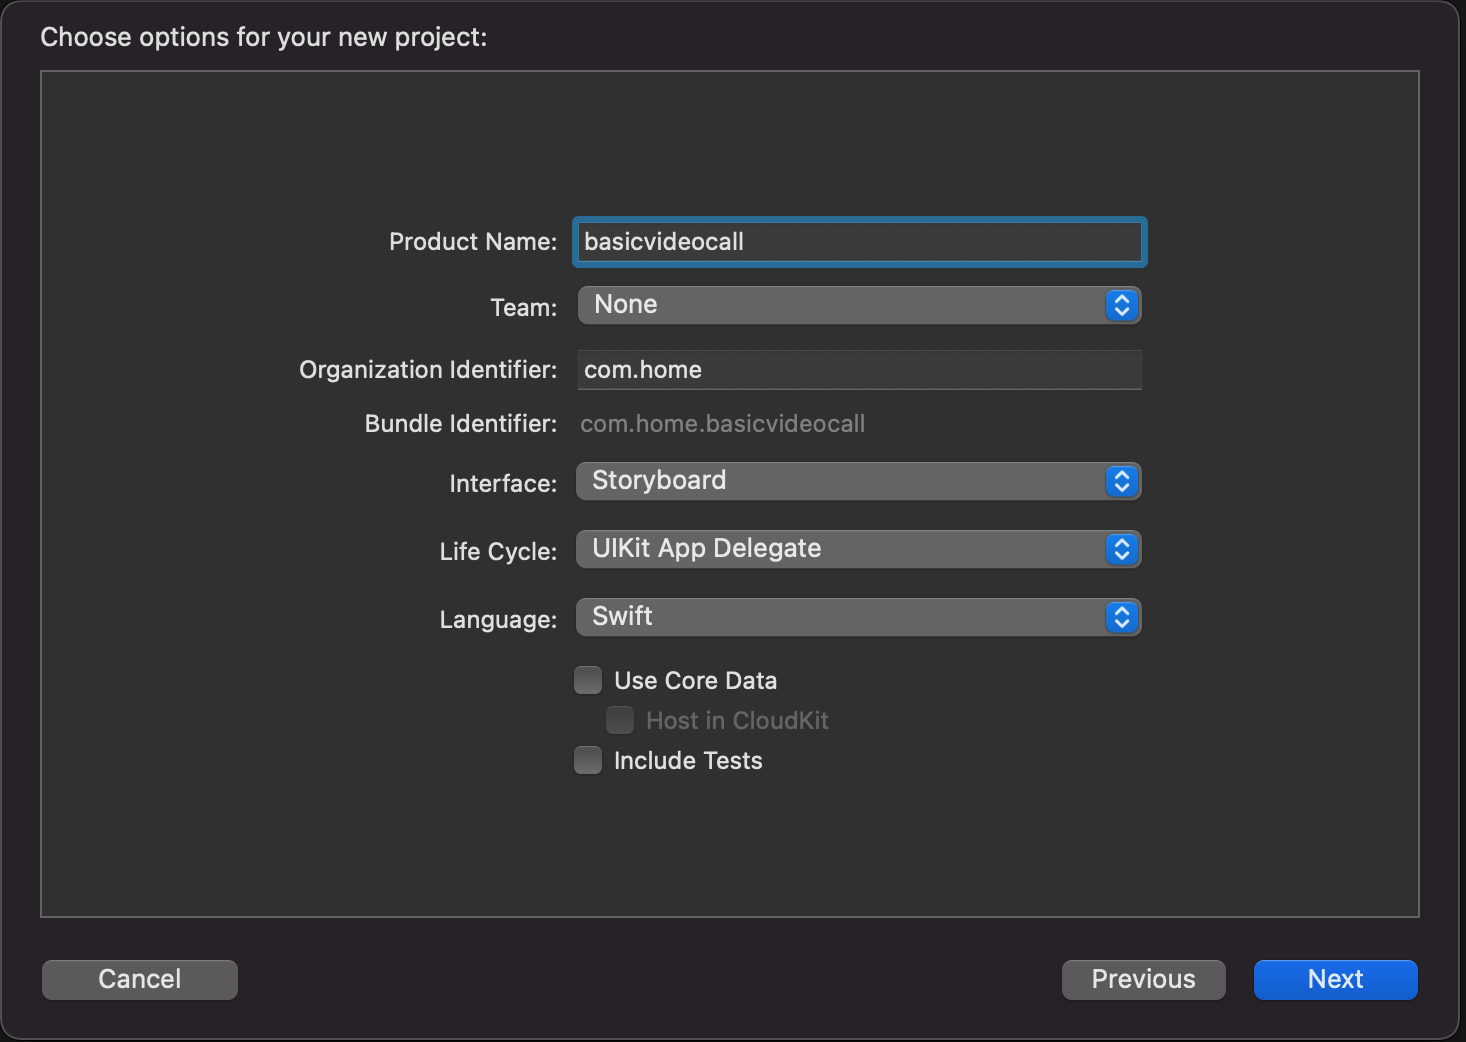 Choose options for your new project:
Product Name: basicvideocall
Team: None
Organization Identifier: com.home
Bundle Identifier: com.home.basicvideocall
Interface: Storyboard
Life Cycle: UIKit App Delegate
Language: Swift
Use Core Data
Host in CloudKit
Include Tests
Cancel Previous Next